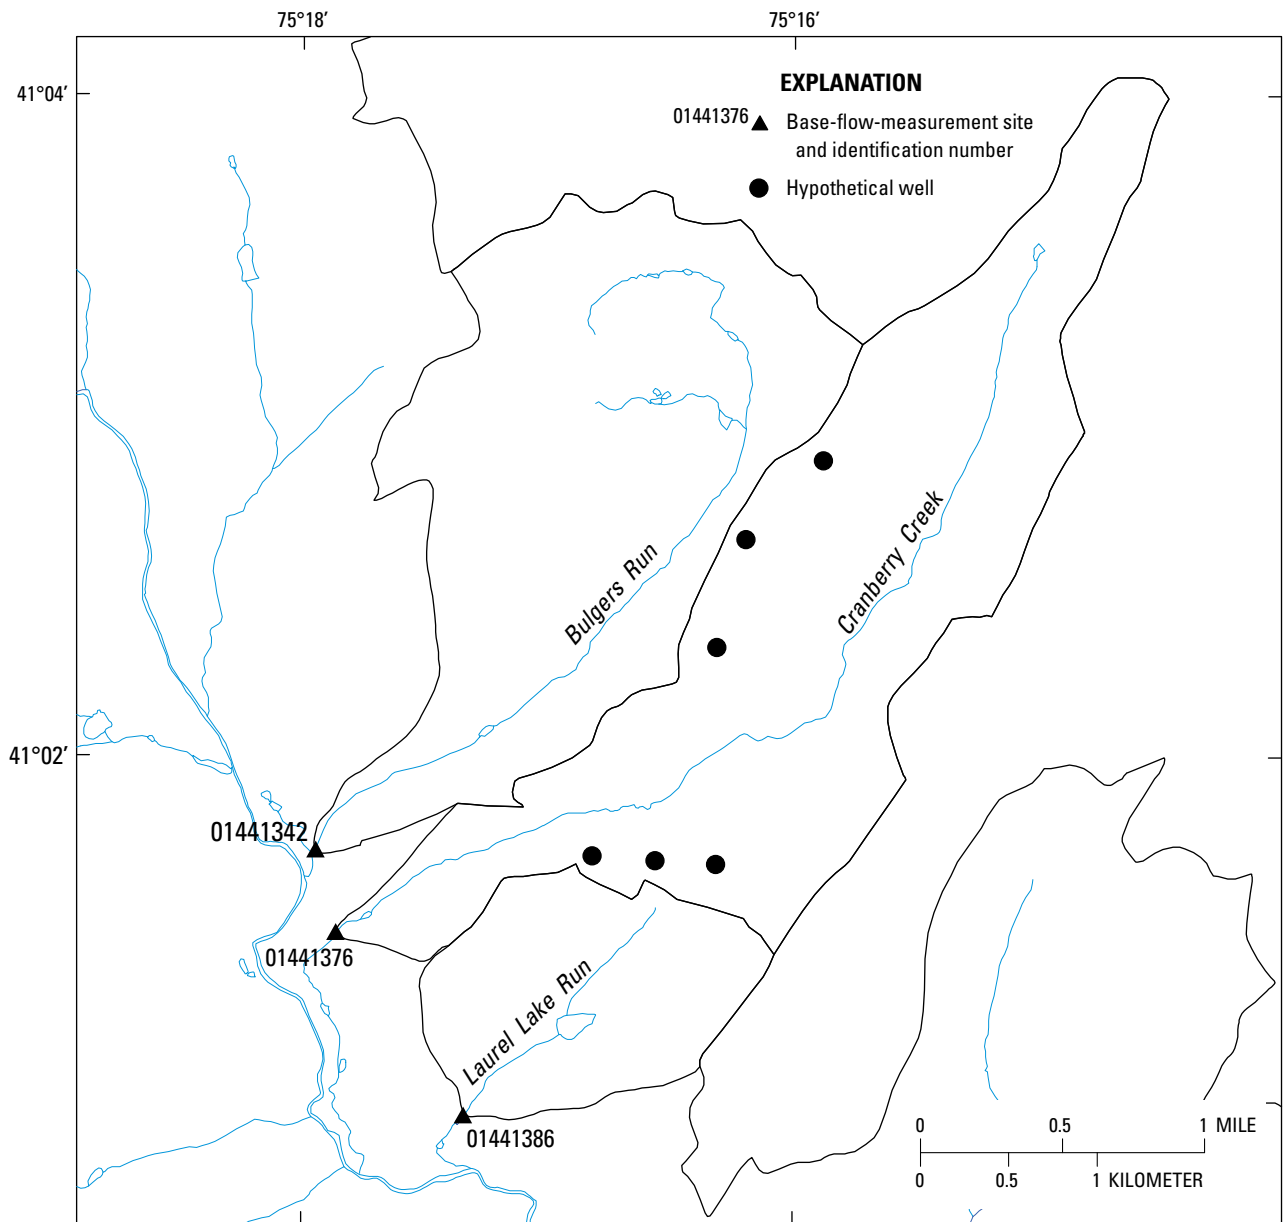 75°18′
75°16′
41°04′
EXPLANATION
01441376
Base-flow-measurement site
and identification number
Hypothetical well
Bulgers Run
Cranberry Creek
41°02′
01441342
01441376
Laurel Lake Run
01441386
0 0.5 1 MILE
0 0.5 1 KILOMETER